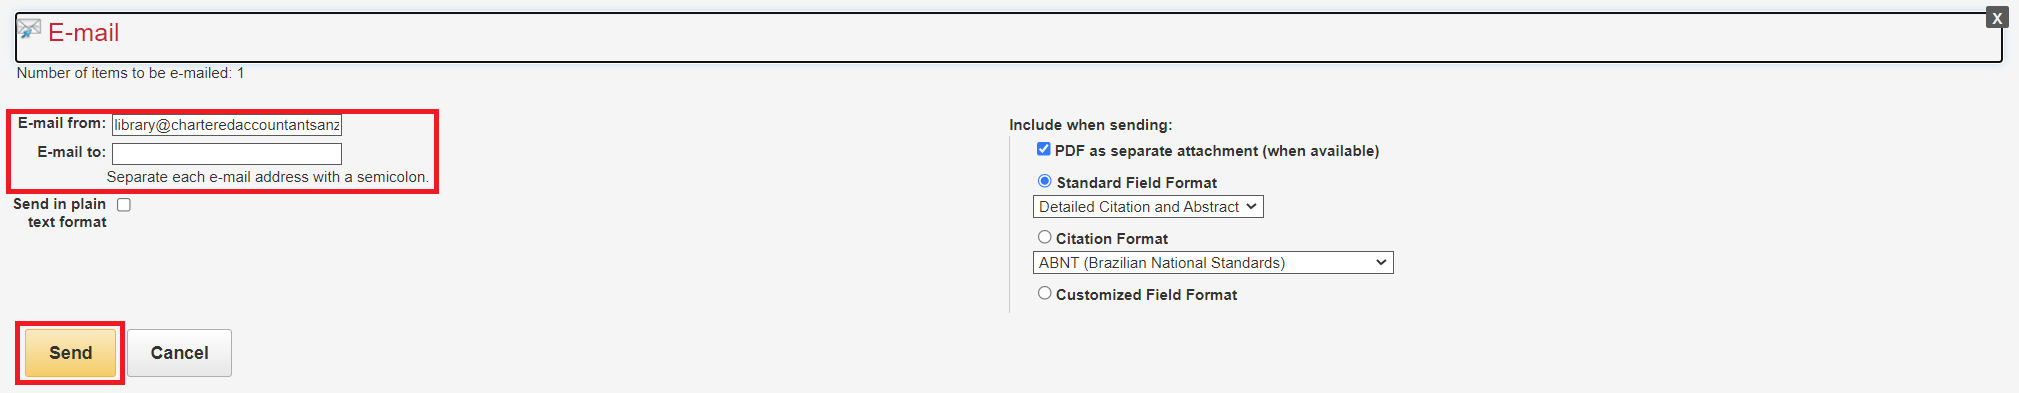 E-mail
X
Number of items to be e-mailed: 1
E-mail from: library@charteredaccountantsanz
E-mail to:
Separate each e-mail address with a semicolon.
Send in plain
text format
Include when sending:
PDF as separate attachment (when available)
Standard Field Format
Detailed Citation and Abstract
Citation Format
ABNT (Brazilian National Standards)
Customized Field Format
Send
Cancel